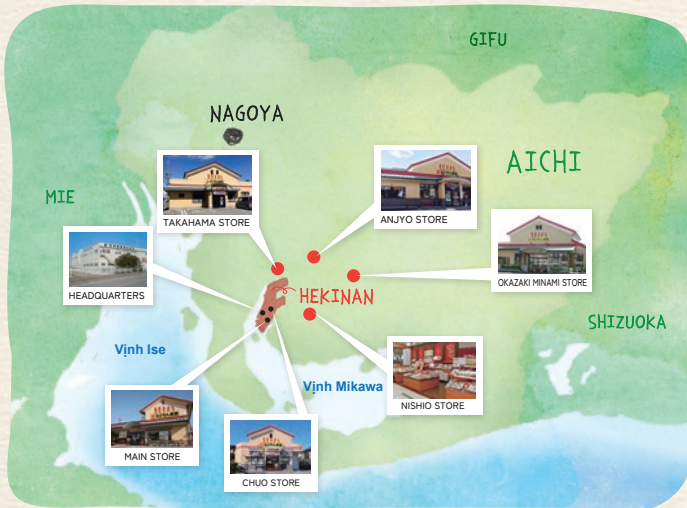 GIFU
NAGOYA
AICHI
MIE
TAKAHAMA STORE
ANJYO STORE
HEADQUARTERS
OKAZAKI MINAMI STORE
HEKINAN
SHIZUOKA
Vịnh Ise
Vịnh Mikawa
NISHIO STORE
MAIN STORE
CHUO STORE